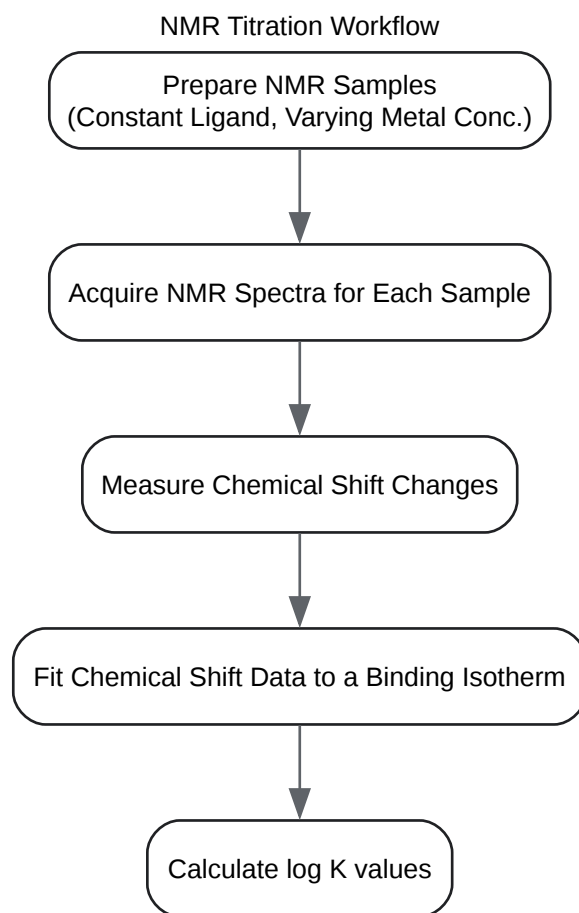 NMR Titration Workflow
Prepare NMR Samples
(Constant Ligand, Varying Metal Conc.)
Acquire NMR Spectra for Each Sample
Measure Chemical Shift Changes
Fit Chemical Shift Data to a Binding Isotherm
Calculate log K values